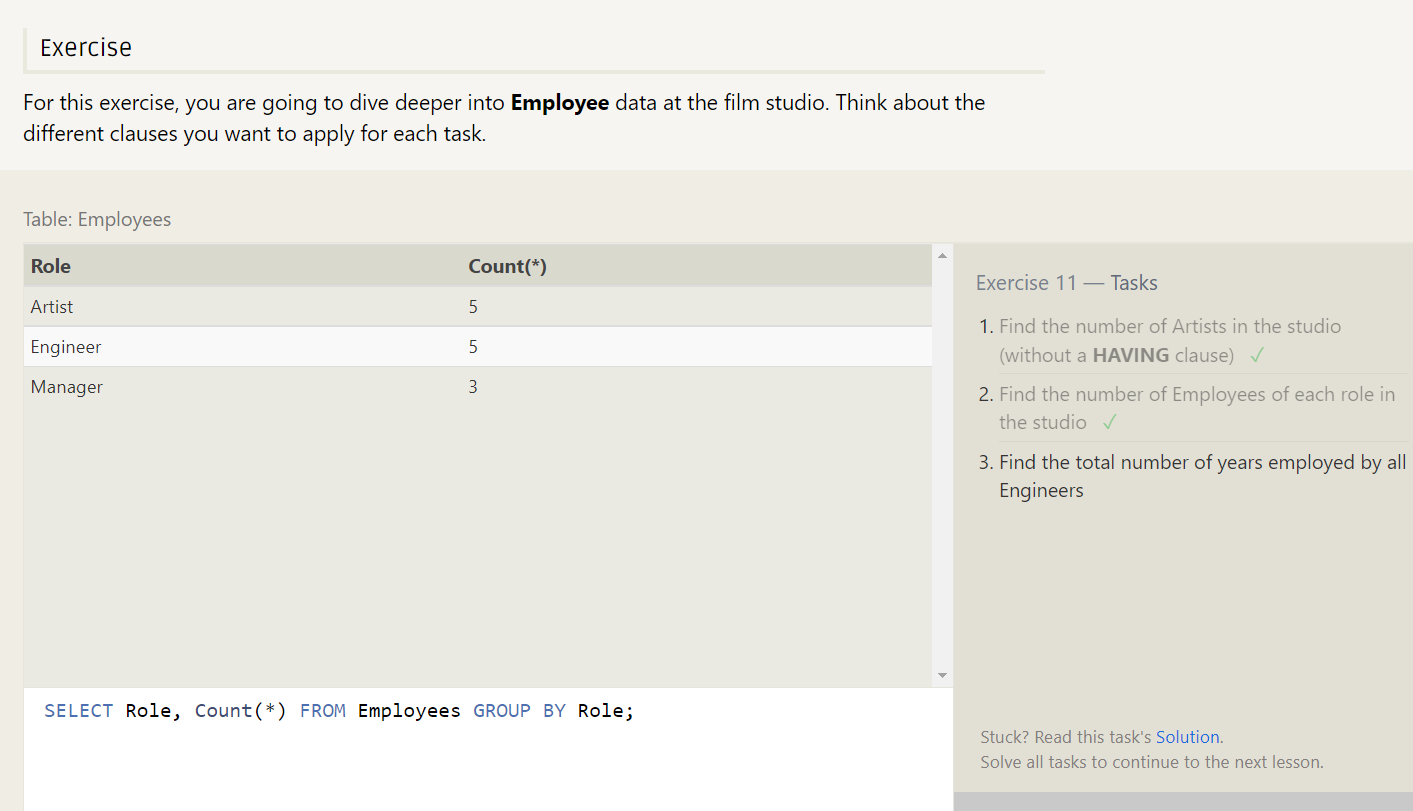 Exercise
For this exercise, you are going to dive deeper into Employee data at the film studio. Think about the
different clauses you want to apply for each task.
Table: Employees
Role Count(*)
Artist 5
Engineer 5
Manager 3
SELECT Role, Count(*) FROM Employees GROUP BY Role;
Exercise 11 — Tasks
1. Find the number of Artists in the studio
(without a HAVING clause) ✓
2. Find the number of Employees of each role in
the studio ✓
3. Find the total number of years employed by all
Engineers
Stuck? Read this task's Solution.
Solve all tasks to continue to the next lesson.